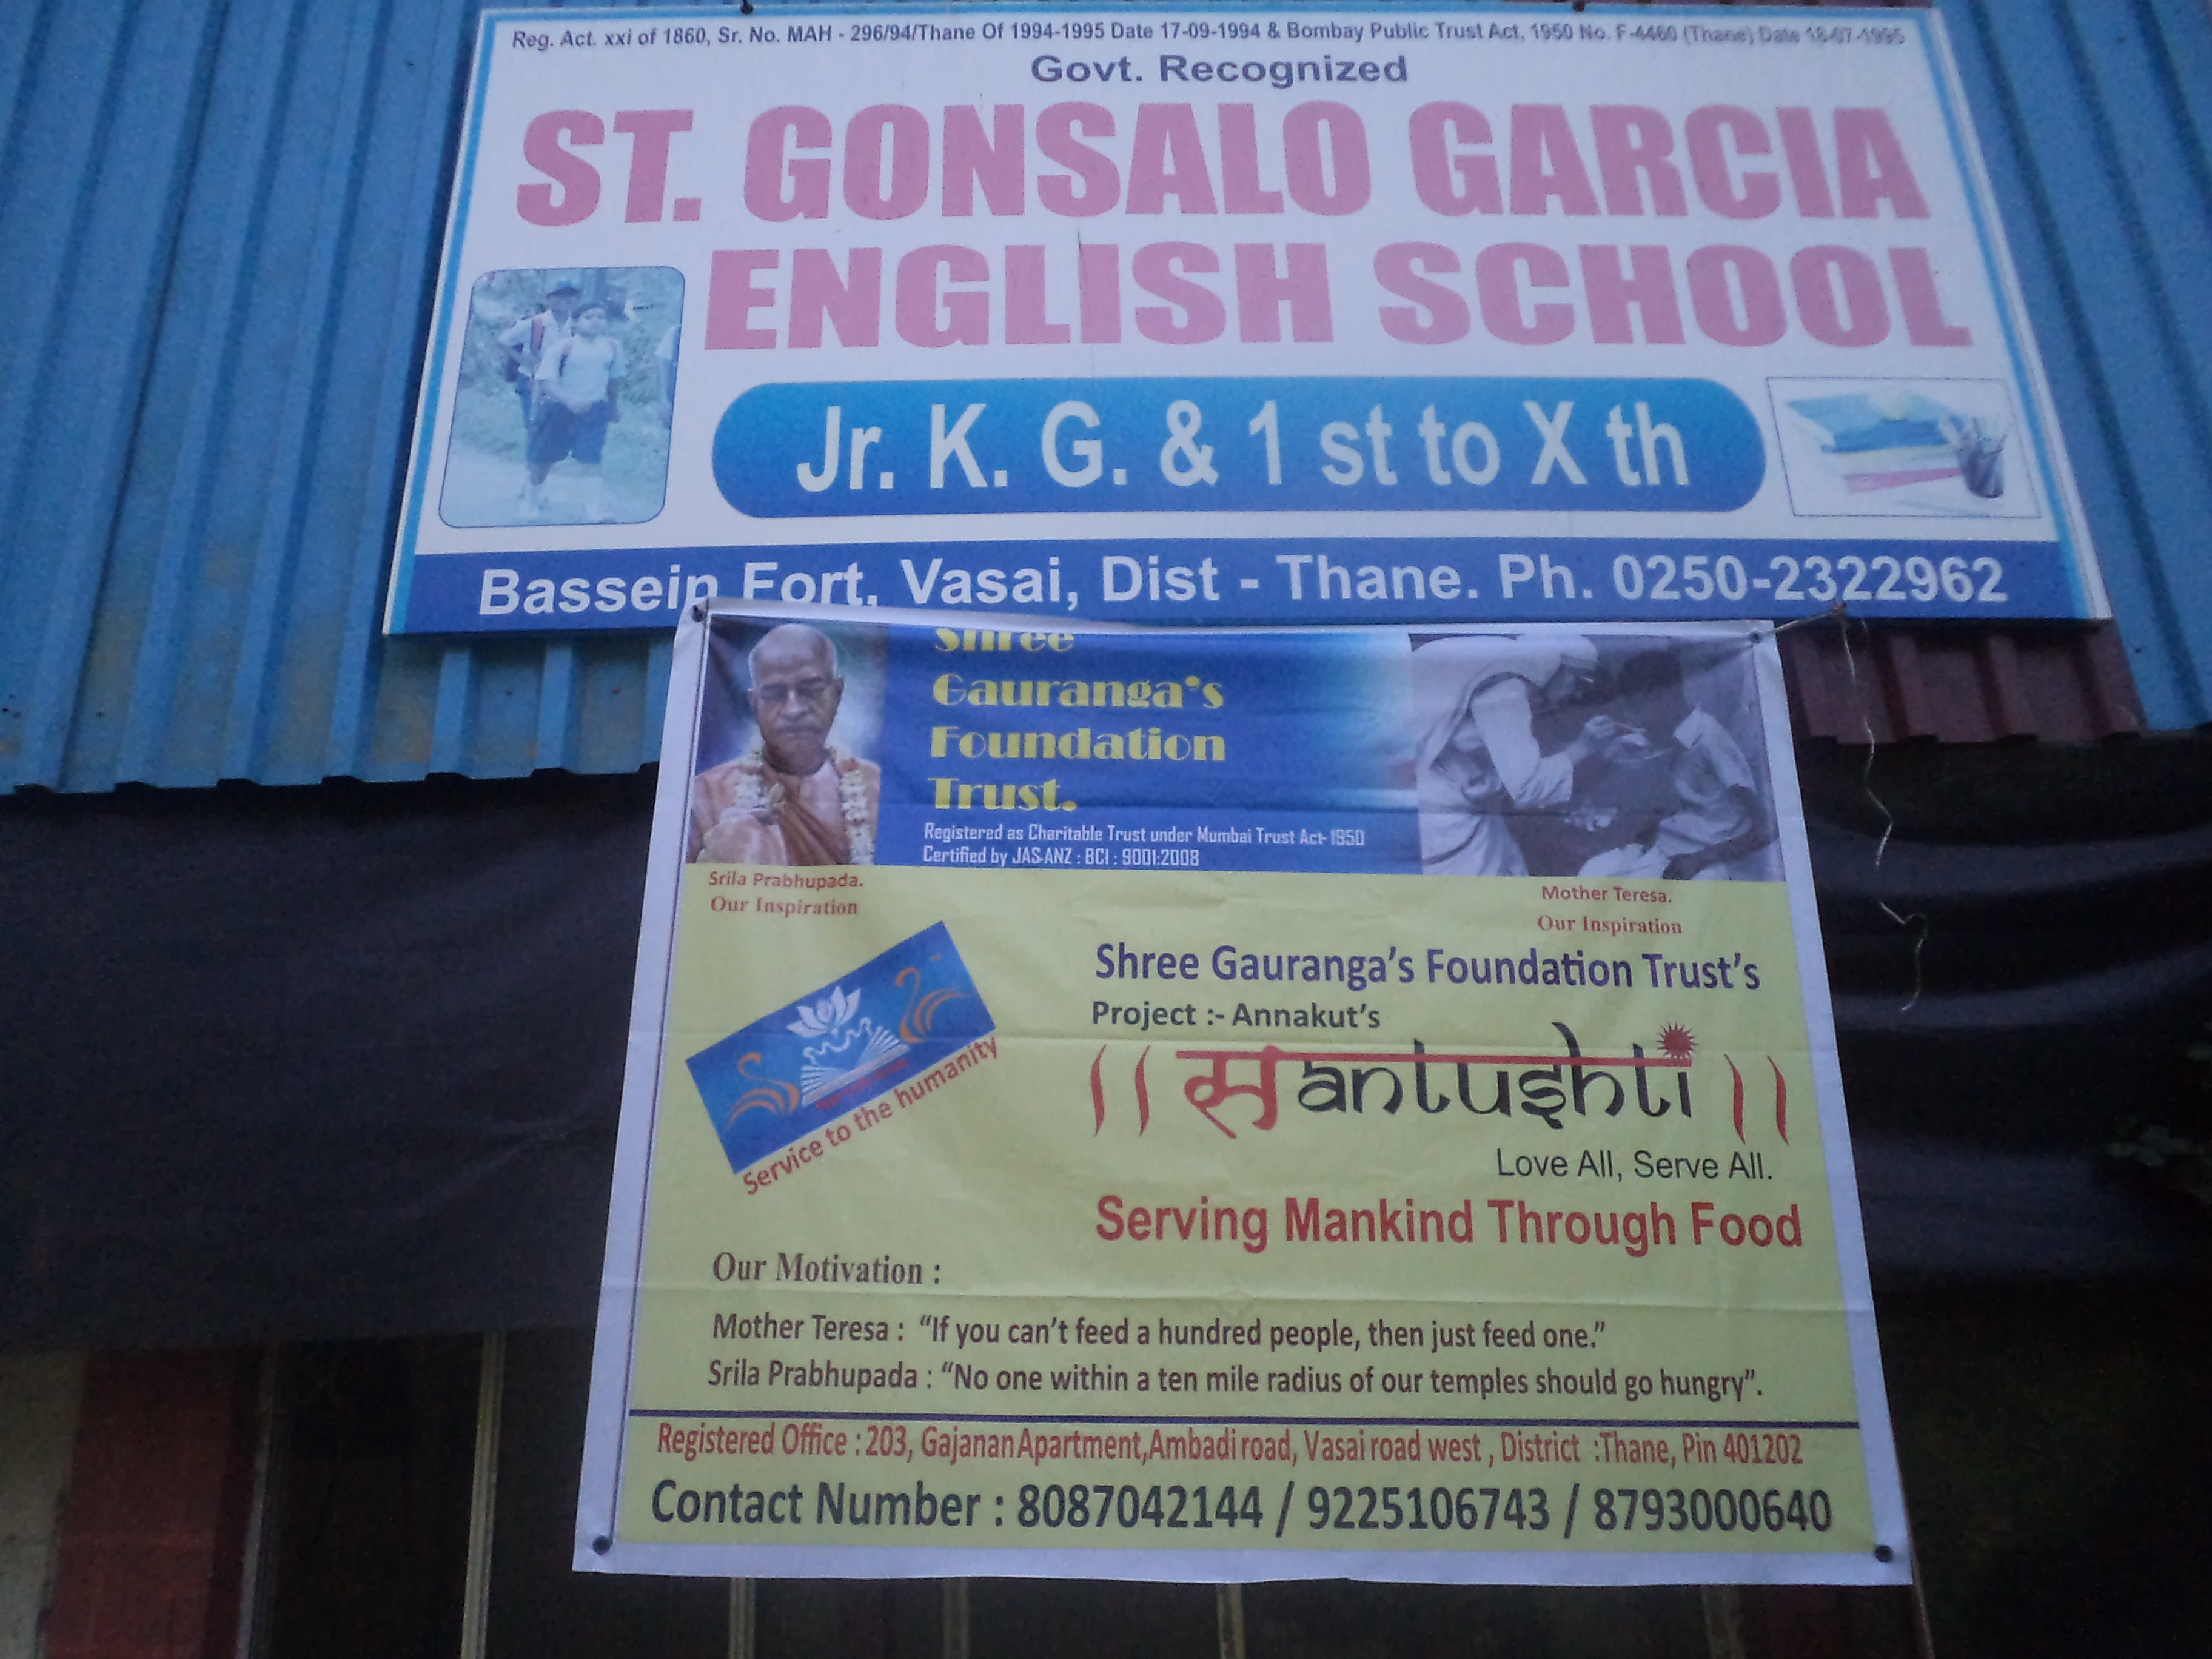 Reg. Act. xxi of 1860, Sr. No. MAH - 296/94/Thane Of 1994-1995 Date 17-09-1994 & Bombay Public Trust Act, 1950 No. F-4460 (Thane) Date
Govt. Recognized
ST. GONSALO GARCIA
ENGLISH SCHOOL
Jr. K. G. & 1 st to X th
Bassein Fort, Vasai, Dist - Thane. Ph. 0250-2322962
Shree
Gauranga's
Foundation
Trust.
Registered as Charitable Trust under Mumbai Trust Act-1950
Certified by JAS-ANZ : BCI : 9001:2008
Srila Prabhupada.
Our Inspiration
Mother Teresa.
Our Inspiration
Service to the humanity
Shree Gauranga's Foundation Trust's
Project :- Annakut's
|| सantushti ||
Love All, Serve All.
Serving Mankind Through Food
Our Motivation :
Mother Teresa : “If you can't feed a hundred people, then just feed one.”
Srila Prabhupada : “No one within a ten mile radius of our temples should go hungry”.
Registered Office : 203, Gajanan Apartment, Ambadi road, Vasai road west , District :Thane, Pin 401202
Contact Number : 8087042144 / 9225106743 / 8793000640